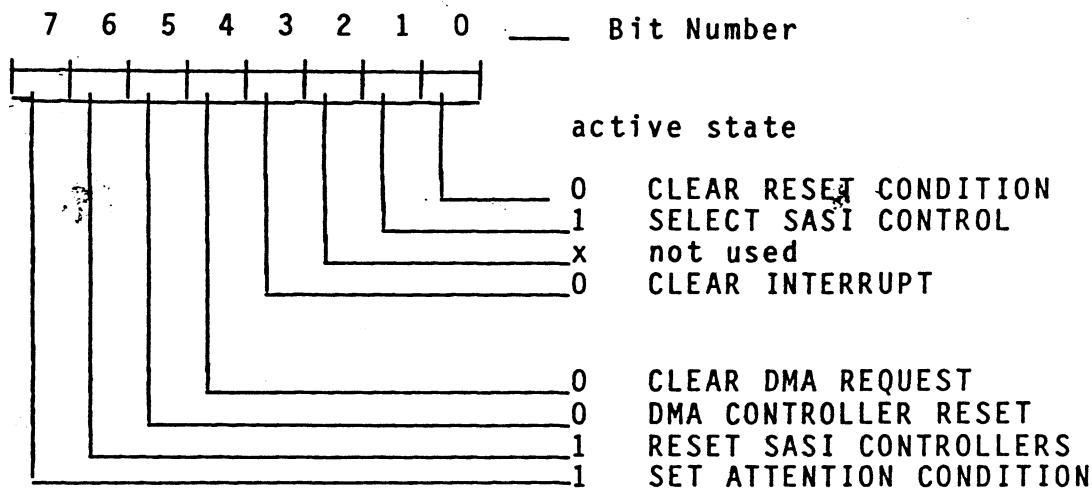 7 6 5 4 3 2 1 0 ___ Bit Number
active state
0 CLEAR RESET CONDITION
1 SELECT SASI CONTROL
x not used
0 CLEAR INTERRUPT
0 CLEAR DMA REQUEST
0 DMA CONTROLLER RESET
1 RESET SASI CONTROLLERS
1 SET ATTENTION CONDITION